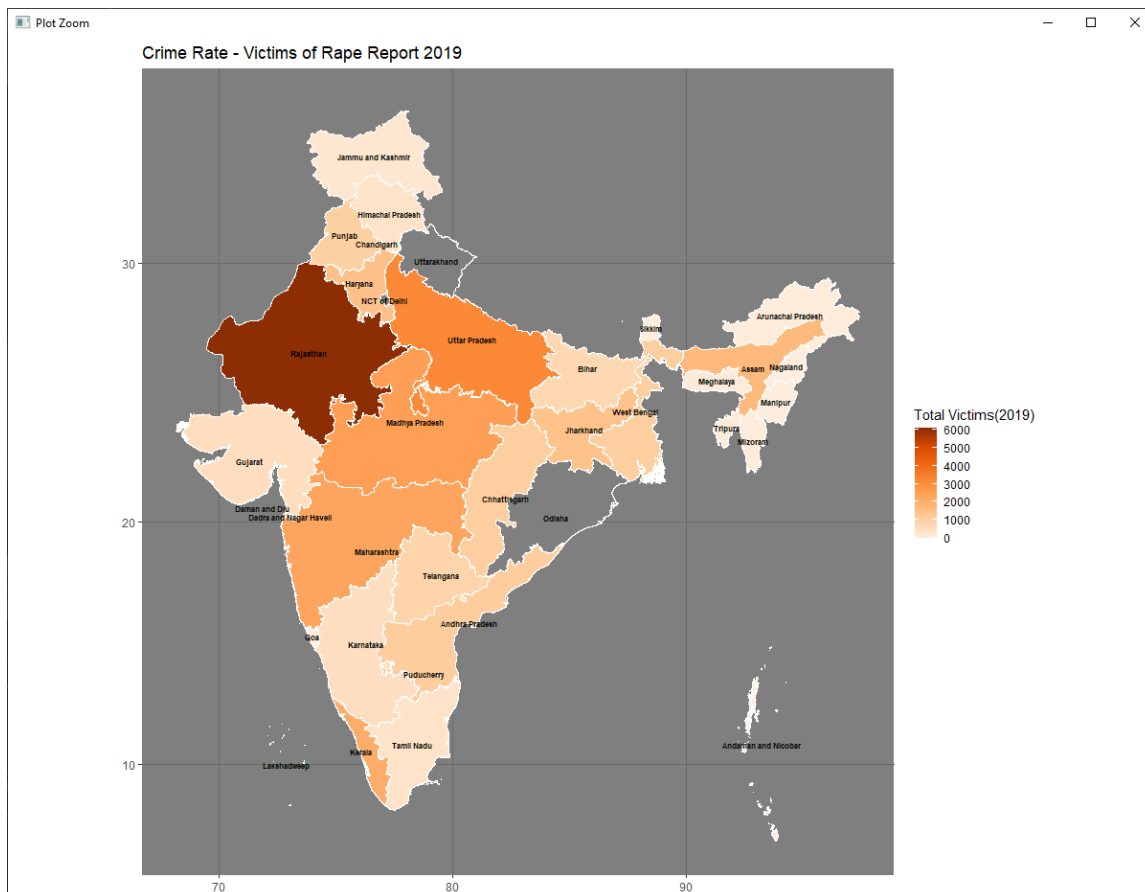 Plot Zoom
Crime Rate - Victims of Rape Report 2019
Jammu and Kashmir
Himachal Pradesh
Punjab
Chandigarh
Uttarakhand
30
Haryana
NCT of Delhi
Arunachal Pradesh
Sikkim
Uttar Pradesh
Rajasthan
Bihar
Assam
Nagaland
Meghalaya
Manipur
West Bengal
Total Victims(2019)
Madhya Pradesh
Jharkhand
Tripura
Mizoram
6000
5000
4000
3000
2000
1000
0
Gujarat
Chhattisgarh
Daman and Diu
Dadra and Nagar Haveli
Odisha
20
Maharashtra
Telangana
Andhra Pradesh
Goa
Karnataka
Puducherry
Tamil Nadu
Andaman and Nicobar
Kerala
Lakshadweep
10
70
80
90